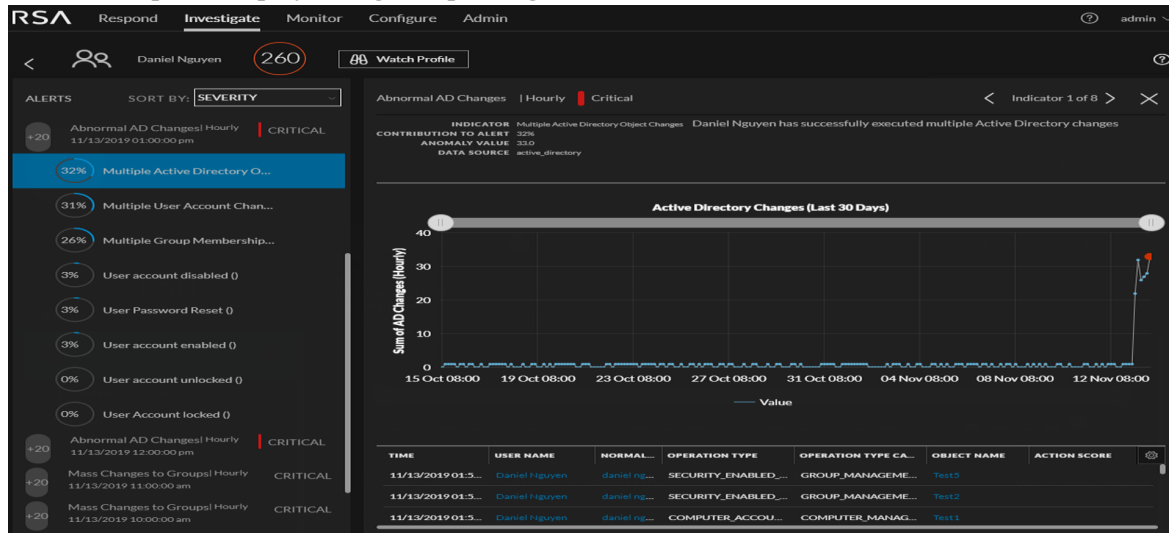 RSA Respond Investigate Monitor Configure Admin admin
Daniel Nguyen 260 Watch Profile
ALERTS SORT BY: SEVERITY
Abnormal AD Changes| Hourly CRITICAL
+20
11/13/2019 01:00:00 pm
32% Multiple Active Directory O...
31% Multiple User Account Chan...
26% Multiple Group Membership...
3% User account disabled ()
3% User Password Reset ()
3% User account enabled ()
0% User account unlocked ()
0% User Account locked ()
Abnormal AD Changes| Hourly CRITICAL
+20
11/13/2019 12:00:00 pm
Mass Changes to Groups| Hourly CRITICAL
+20
11/13/2019 11:00:00 am
Mass Changes to Groups| Hourly CRITICAL
+20
11/13/2019 10:00:00 am
Abnormal AD Changes | Hourly Critical Indicator 1 of 8
INDICATOR Multiple Active Directory Object Changes Daniel Nguyen has successfully executed multiple Active Directory changes
CONTRIBUTION TO ALERT 32%
ANOMALY VALUE 33.0
DATA SOURCE active_directory
Active Directory Changes (Last 30 Days)
Sum of AD Changes (Hourly)
40
30
20
10
0
15 Oct 08:00 19 Oct 08:00 23 Oct 08:00 27 Oct 08:00 31 Oct 08:00 04 Nov 08:00 08 Nov 08:00 12 Nov 08:00
Value
TIME USER NAME NORMAL... OPERATION TYPE OPERATION TYPE CA... OBJECT NAME ACTION SCORE
11/13/2019 01:5... Daniel Nguyen daniel ng... SECURITY_ENABLED_... GROUP_MANAGEME... Test5
11/13/2019 01:5... Daniel Nguyen daniel ng... SECURITY_ENABLED_... GROUP_MANAGEME... Test2
11/13/2019 01:5... Daniel Nguyen daniel ng... COMPUTER_ACCOU... COMPUTER_MANAG... Test1